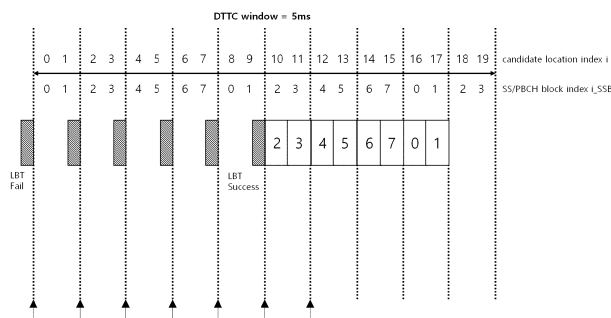 DTTC window = 5ms
0 1 2 3 4 5 6 7 8 9 10 11 12 13 14 15 16 17 18 19 candidate location index i
0 1 2 3 4 5 6 7 0 1 2 3 4 5 6 7 0 1 2 3 SS/PBCH block index i_SSB
2 3 4 5 6 7 0 1
LBT Fail
LBT Success